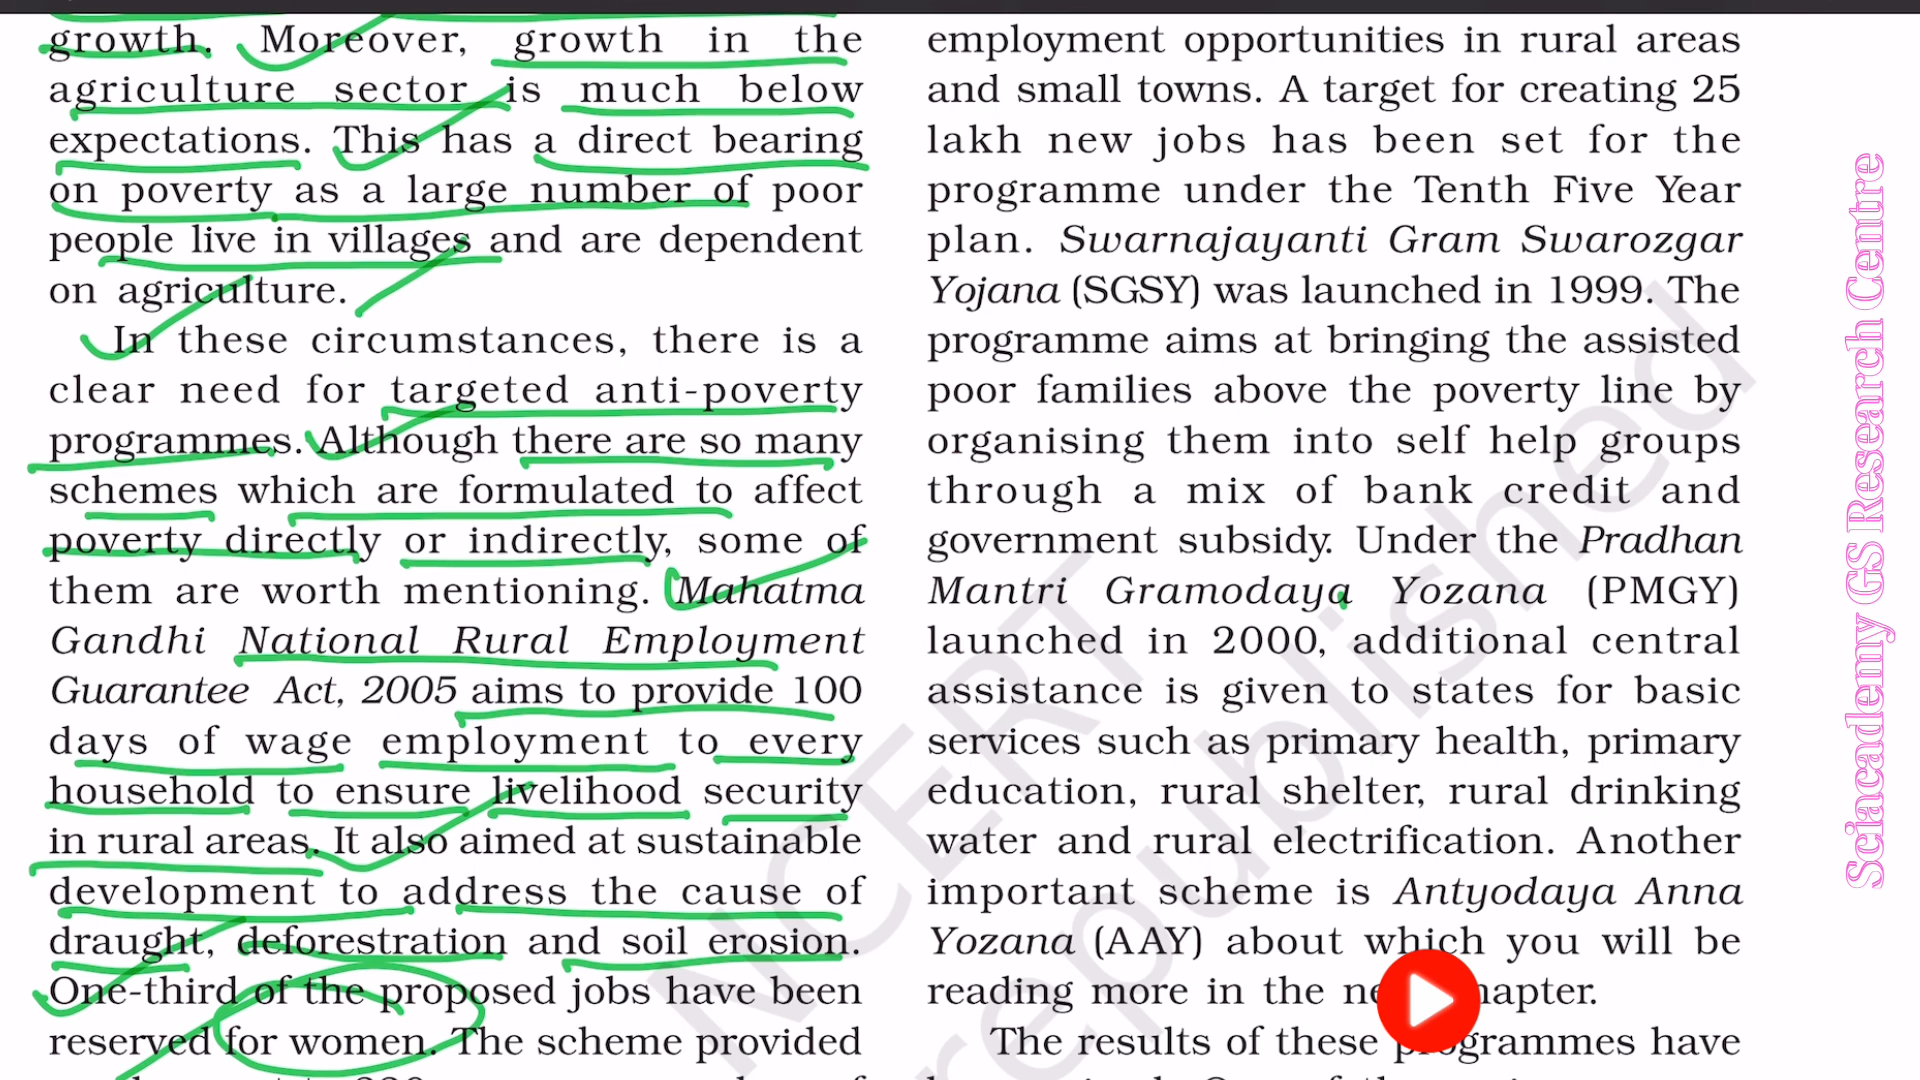 growth. Moreover, growth in the
agriculture sector is much below
expectations. This has a direct bearing
on poverty as a large number of poor
people live in villages and are dependent
on agriculture.
In these circumstances, there is a
clear need for targeted anti-poverty
programmes. Although there are so many
schemes which are formulated to affect
poverty directly or indirectly, some of
them are worth mentioning. Mahatma
Gandhi National Rural Employment
Guarantee Act, 2005 aims to provide 100
days of wage employment to every
household to ensure livelihood security
in rural areas. It also aimed at sustainable
development to address the cause of
draught, deforestration and soil erosion.
One-third of the proposed jobs have been
reserved for women. The scheme provided
employment opportunities in rural areas
and small towns. A target for creating 25
lakh new jobs has been set for the
programme under the Tenth Five Year
plan. Swarnajayanti Gram Swarozgar
Yojana (SGSY) was launched in 1999. The
programme aims at bringing the assisted
poor families above the poverty line by
organising them into self help groups
through a mix of bank credit and
government subsidy. Under the Pradhan
Mantri Gramodaya Yozana (PMGY)
launched in 2000, additional central
assistance is given to states for basic
services such as primary health, primary
education, rural shelter, rural drinking
water and rural electrification. Another
important scheme is Antyodaya Anna
Yozana (AAY) about which you will be
reading more in the ne hapter.
The results of these programmes have
NCERT
republished
Sciacademy GS Research Centre